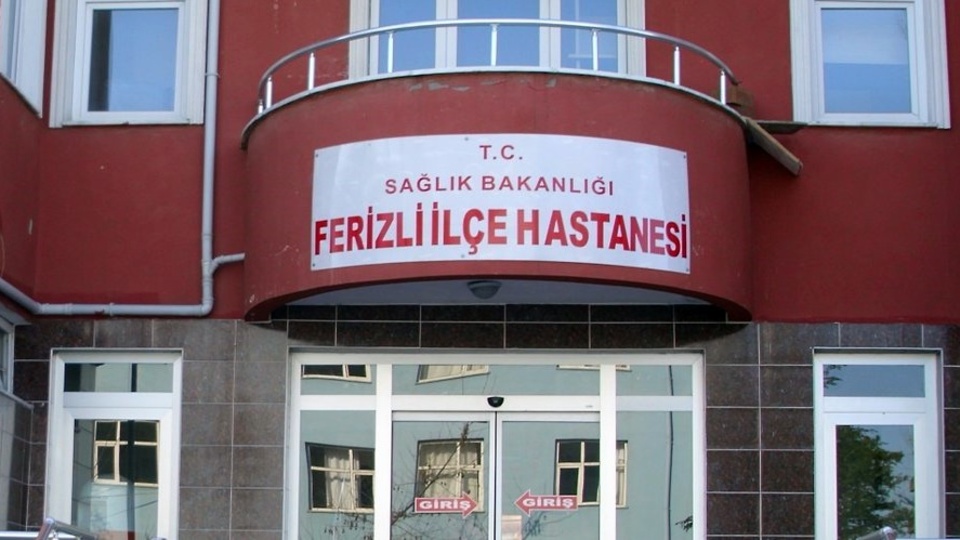 T.C.
SAĞLIK BAKANLIĞI
FERİZLİ İLÇE HASTANESİ
GİRİŞ
GİRİŞ